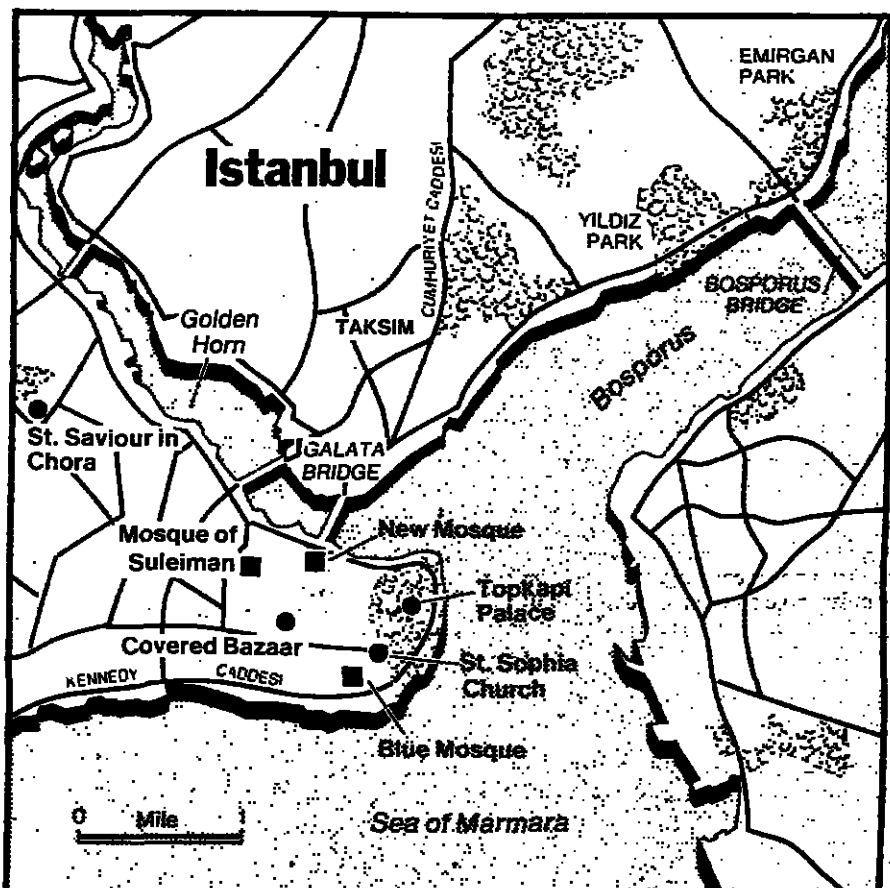 EMIRGAN
PARK
Istanbul
CUMHURIYET CADDESI
YILDIZ
PARK
BOSPORUS
BRIDGE
Golden
Horn
TAKSIM
Bosporus
St. Saviour in
Chora
GALATA
BRIDGE
Mosque of
Suleiman
New Mosque
Topkapi
Palace
Covered Bazaar
St. Sophia
Church
KENNEDY CADDESI
Blue Mosque
0 Mile 1
Sea of Marmara